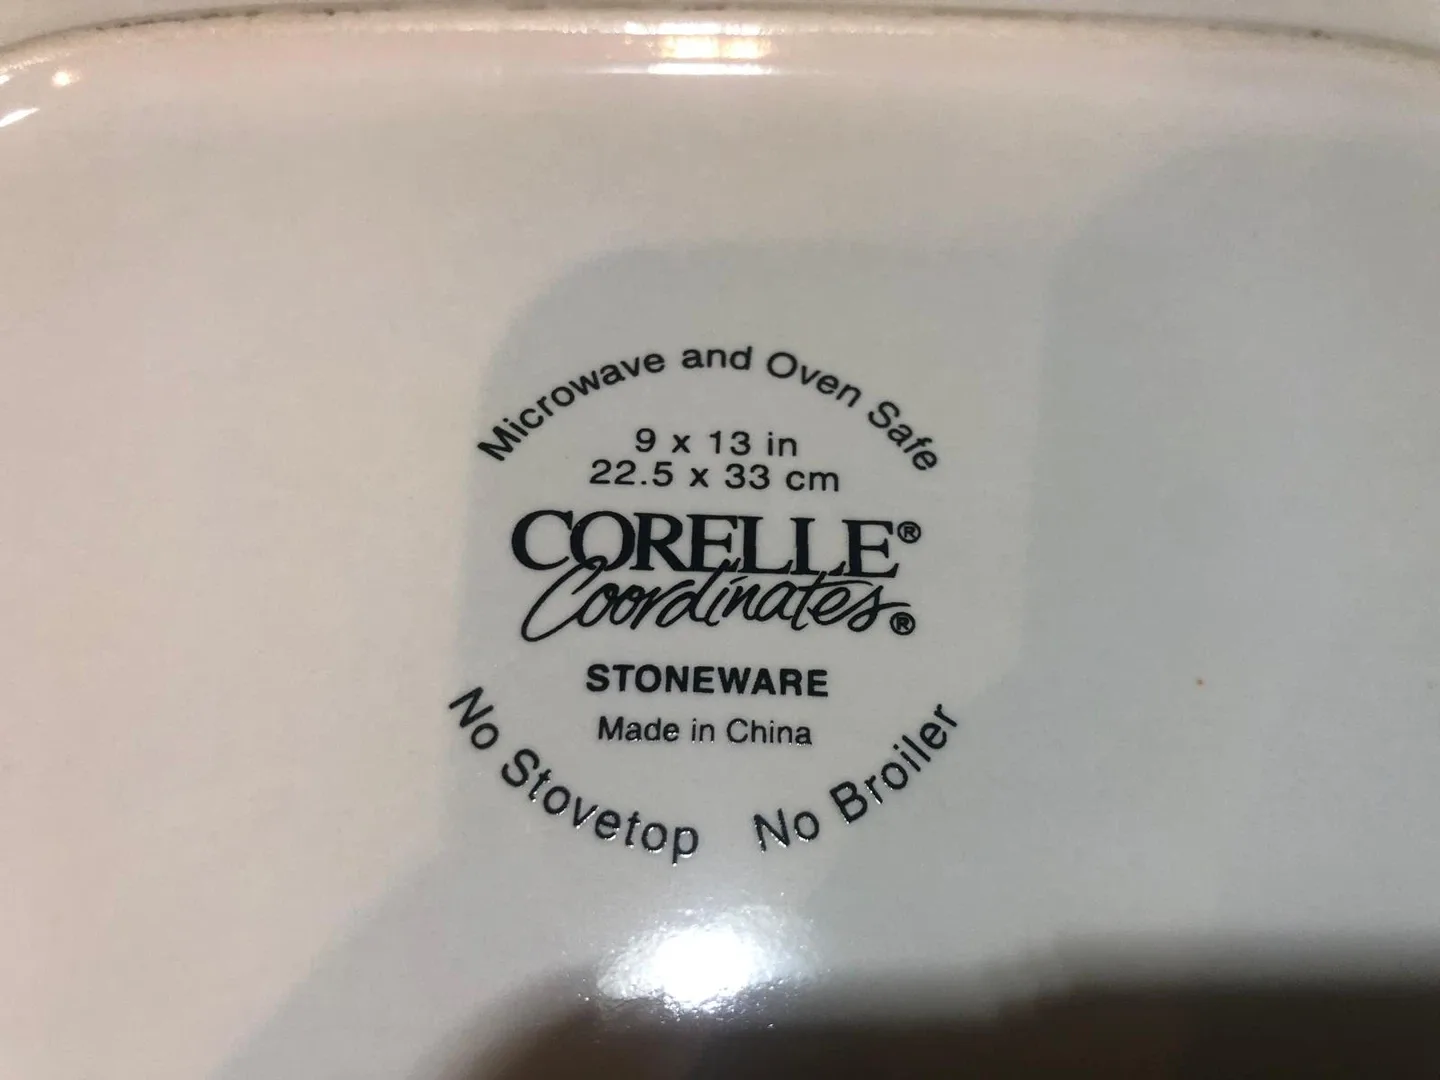 Microwave and Oven Safe
9 x 13 in
22.5 x 33 cm
CORELLE®
Coordinates®
STONEWARE
Made in China
No Stovetop No Broiler